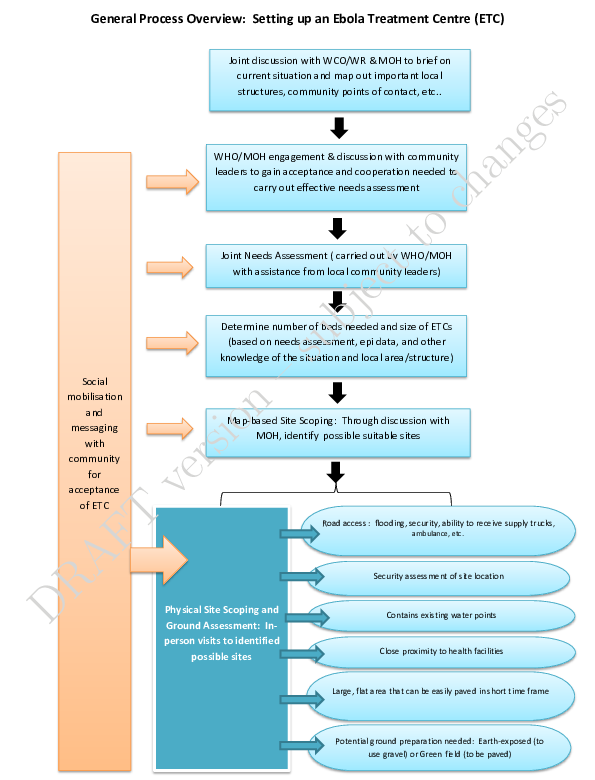 General Process Overview: Setting up an Ebola Treatment Centre (ETC)
Joint discussion with WCO/WR & MOH to brief on
current situation and map out important local
structures, community points of contact, etc..
WHO/MOH engagement & discussion with community
leaders to gain acceptance and cooperation needed to
carry out effective needs assessment
Joint Needs Assessment ( carried out by WHO/MOH
with assistance from local community leaders)
Determine number of beds needed and size of ETCs
(based on needs assessment, epi data, and other
knowledge of the situation and local area/structure)
Map-based Site Scoping: Through discussion with
MOH, identify possible suitable sites
Social
mobilisation
and
messaging
with
community
for
acceptance
of ETC
Physical Site Scoping and
Ground Assessment: In-
person visits to identified
possible sites
Road access : flooding, security, ability to receive supply trucks,
ambulance, etc.
Security assessment of site location
Contains existing water points
Close proximity to health facilities
Large, flat area that can be easily paved in short time frame
Potential ground preparation needed: Earth-exposed (to
use gravel) or Green field (to be paved)
DRAFT version - subject to changes